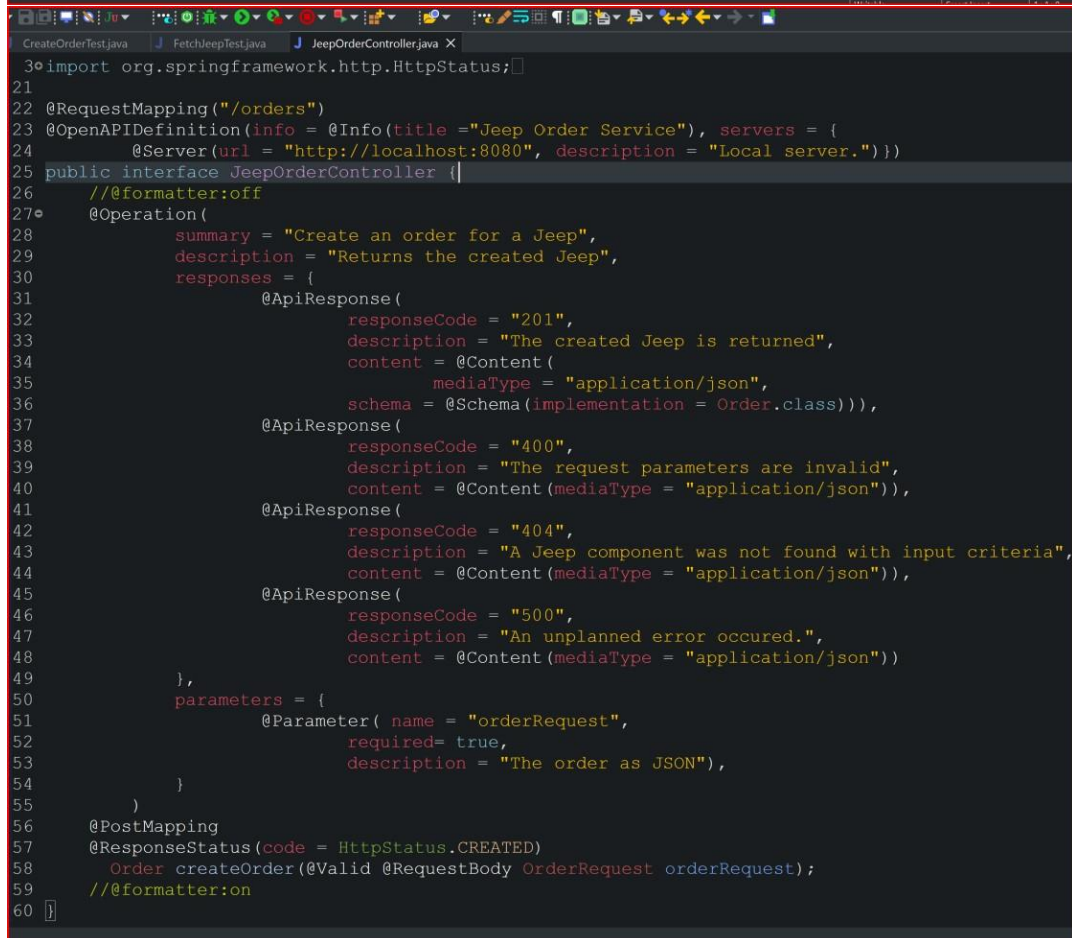 CreateOrderTest.java FetchJeepTest.java JeepOrderController.java
3 import org.springframework.http.HttpStatus;
21
22 @RequestMapping("/orders")
23 @OpenAPIDefinition(info = @Info(title ="Jeep Order Service"), servers = {
24 @Server(url = "http://localhost:8080", description = "Local server.")})
25 public interface JeepOrderController {
26 //@formatter:off
27 @Operation(
28 summary = "Create an order for a Jeep",
29 description = "Returns the created Jeep",
30 responses = {
31 @ApiResponse(
32 responseCode = "201",
33 description = "The created Jeep is returned",
34 content = @Content(
35 mediaType = "application/json",
36 schema = @Schema(implementation = Order.class))),
37 @ApiResponse(
38 responseCode = "400",
39 description = "The request parameters are invalid",
40 content = @Content(mediaType = "application/json")),
41 @ApiResponse(
42 responseCode = "404",
43 description = "A Jeep component was not found with input criteria",
44 content = @Content(mediaType = "application/json")),
45 @ApiResponse(
46 responseCode = "500",
47 description = "An unplanned error occured.",
48 content = @Content(mediaType = "application/json"))
49 },
50 parameters = {
51 @Parameter( name = "orderRequest",
52 required= true,
53 description = "The order as JSON"),
54 }
55 )
56 @PostMapping
57 @ResponseStatus(code = HttpStatus.CREATED)
58 Order createOrder(@Valid @RequestBody OrderRequest orderRequest);
59 //@formatter:on
60 }